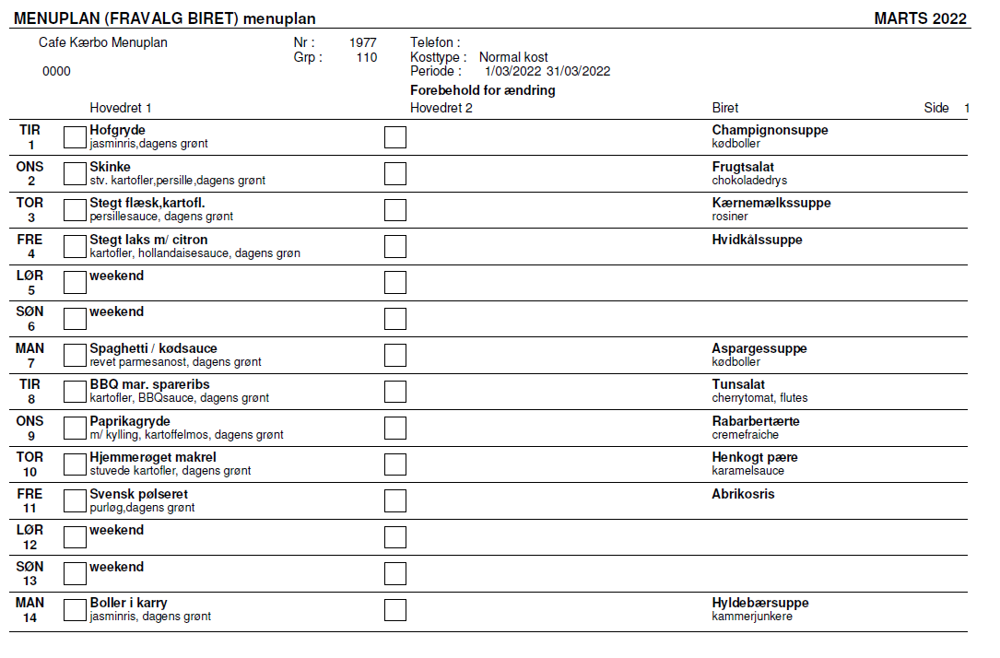 MENUPLAN (FRAVALG BIRET) menuplan MARTS 2022
Cafe Kærbo Menuplan Nr : 1977 Telefon :
Grp : 110 Kosttype : Normal kost
0000 Periode : 1/03/2022 31/03/2022
Forebehold for ændring
Hovedret 1 Hovedret 2 Biret Side 1
TIR Hofgryde Champignonsuppe
1 jasminris,dagens grønt kødboller
ONS Skinke Frugtsalat
2 stv. kartofler,persille,dagens grønt chokoladedrys
TOR Stegt flæsk,kartofl. Kærnemælkssuppe
3 persillesauce, dagens grønt rosiner
FRE Stegt laks m/ citron Hvidkålssuppe
4 kartofler, hollandaisesauce, dagens grøn
LØR weekend
5
SØN weekend
6
MAN Spaghetti / kødsauce Aspargessuppe
7 revet parmesanost, dagens grønt kødboller
TIR BBQ mar. spareribs Tunsalat
8 kartofler, BBQsauce, dagens grønt cherrytomat, flutes
ONS Paprikagryde Rabarbertærte
9 m/ kylling, kartoffelmos, dagens grønt cremefraiche
TOR Hjemmerøget makrel Henkogt pære
10 stuvede kartofler, dagens grønt karamelsauce
FRE Svensk pølseret Abrikosris
11 purløg,dagens grønt
LØR weekend
12
SØN weekend
13
MAN Boller i karry Hyldebærsuppe
14 jasminris, dagens grønt kammerjunkere